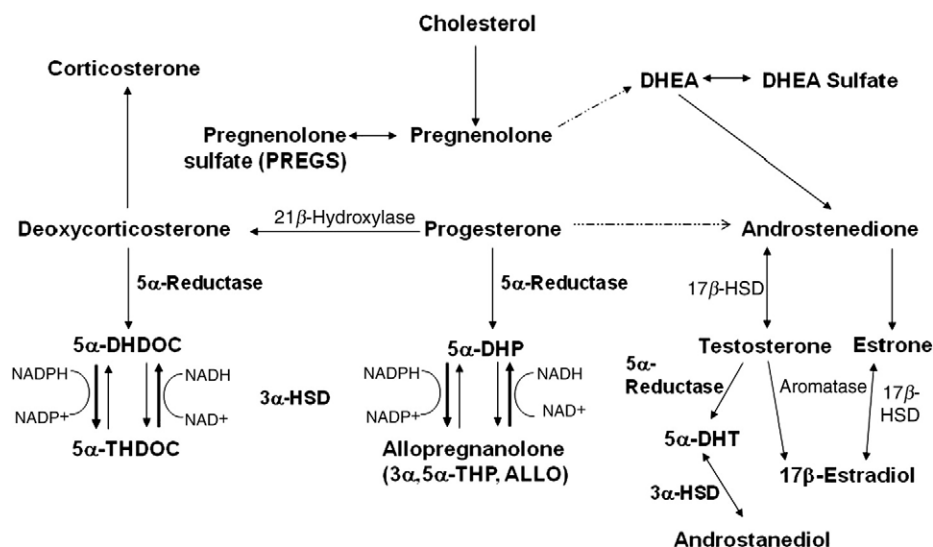 Cholesterol
Corticosterone
DHEA
DHEA Sulfate
Pregnenolone
sulfate (PREGS)
Pregnenolone
Deoxycorticosterone
21β-Hydroxylase
Progesterone
Androstenedione
5α-Reductase
5α-Reductase
17β-HSD
5α-DHDOC
5α-DHP
Testosterone
Estrone
NADPH
NADP+
NADH
NAD+
3α-HSD
NADPH
NADP+
NADH
NAD+
5α-
Reductase
Aromatase
17β-
HSD
5α-THDOC
Allopregnanolone
(3α,5α-THP, ALLO)
5α-DHT
17β-Estradiol
3α-HSD
Androstanediol